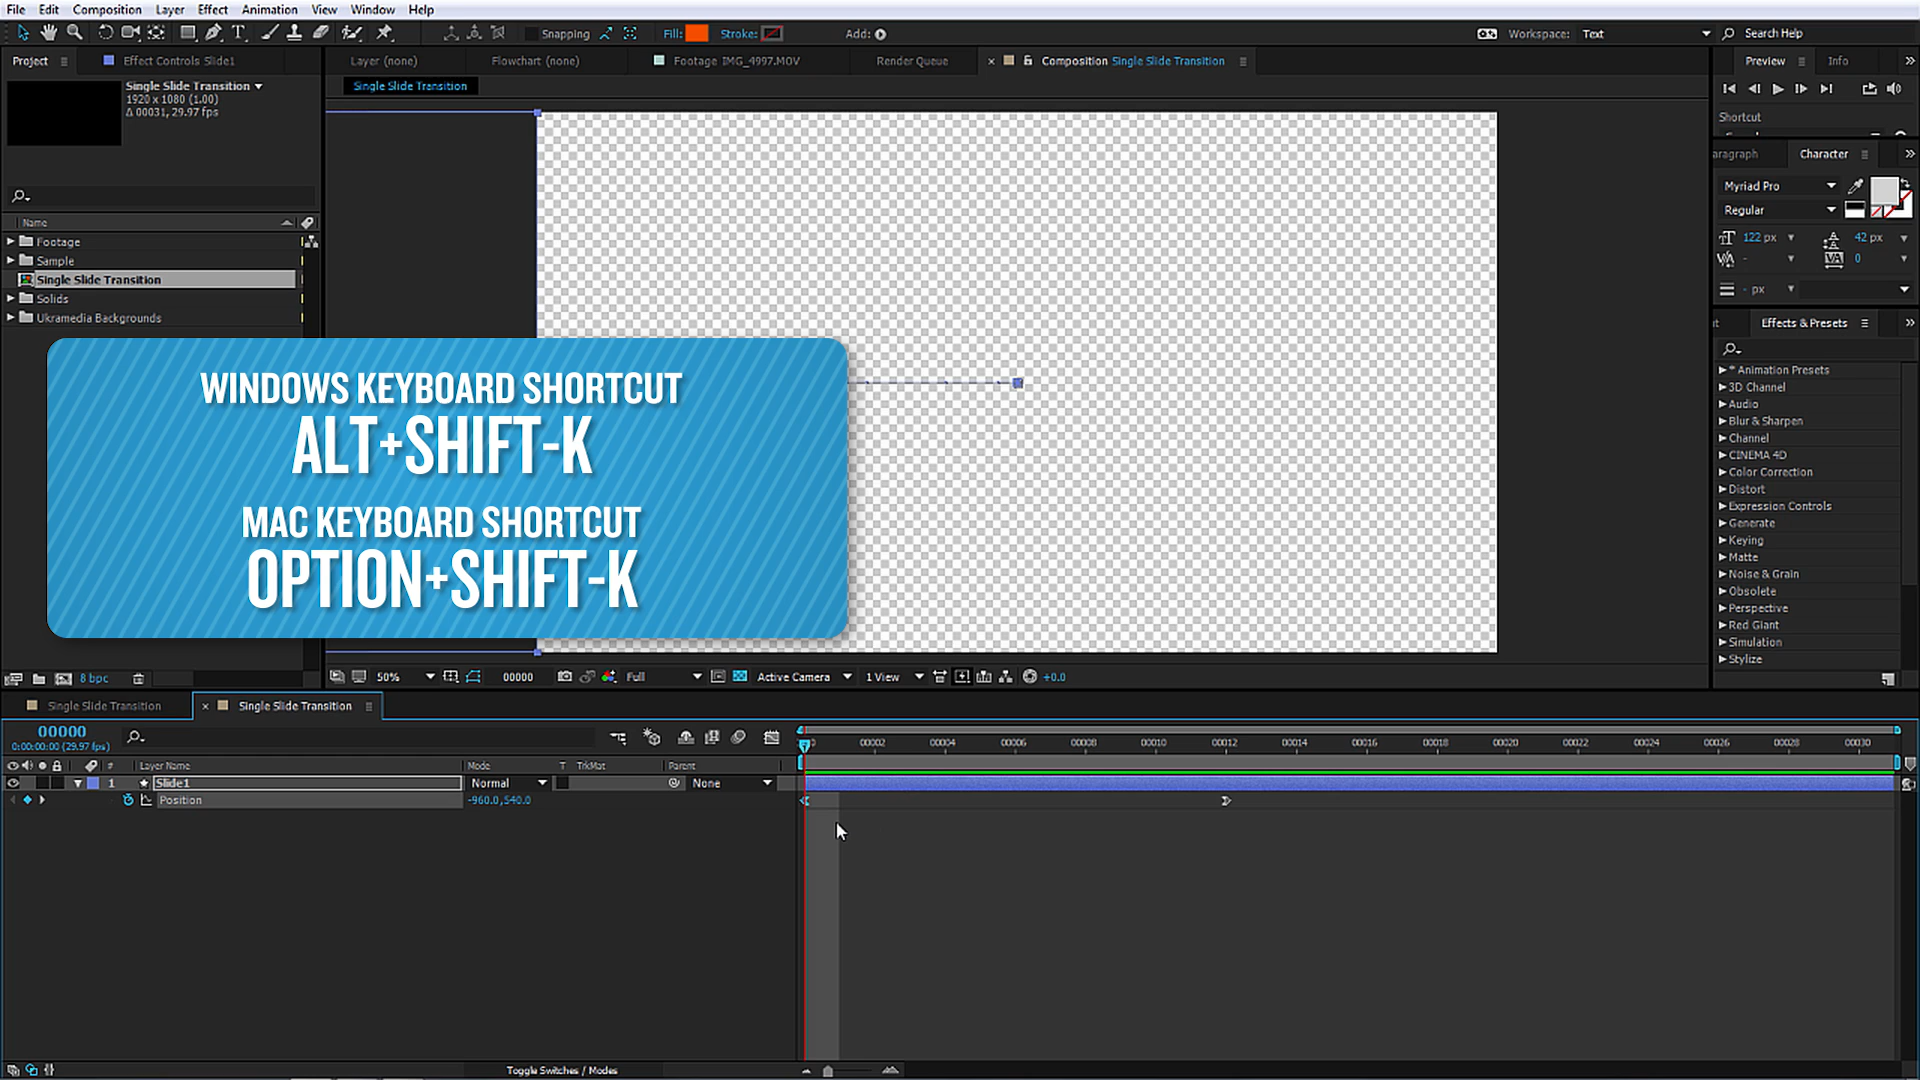 File Edit Composition Layer Effect Animation View Window Help
Snapping Fill: Stroke: Add: Workspace: Text Search Help
Project Effect Controls Slide1 Layer (none) Flowchart (none) Footage IMG_4997.MOV Render Queue × Composition Single Slide Transition Preview Info
Single Slide Transition
1920 x 1080 (1.00)
Δ 00031, 29.97 fps
Single Slide Transition
Shortcut
aragraph Character
Myriad Pro
Regular
122 px 42 px
- 0
- px
Name
Footage
Sample
Single Slide Transition
Solids
Ukramedia Backgrounds
WINDOWS KEYBOARD SHORTCUT
ALT+SHIFT-K
MAC KEYBOARD SHORTCUT
OPTION+SHIFT-K
Effects & Presets
* Animation Presets
3D Channel
Audio
Blur & Sharpen
Channel
CINEMA 4D
Color Correction
Distort
Expression Controls
Generate
Keying
Matte
Noise & Grain
Obsolete
Perspective
Red Giant
Simulation
Stylize
8 bpc 50% 00000 Full Active Camera 1 View +0.0
Single Slide Transition × Single Slide Transition
00000
0:00:00:00 (29.97 fps)
00002 00004 00006 00008 00010 00012 00014 00016 00018 00020 00022 00024 00026 00028 00030
# Layer Name Mode T TrkMat Parent
1 Slide1 Normal None
Position -960.0,540.0
Toggle Switches / Modes